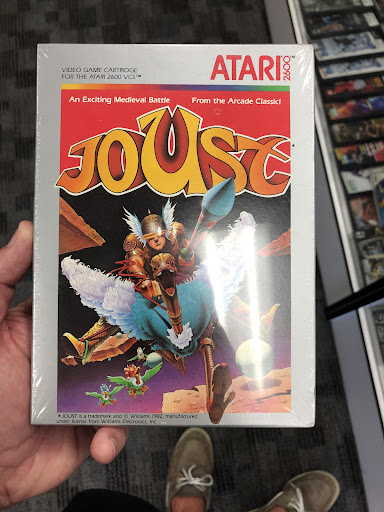 VIDEO GAME CARTRIDGE
FOR THE ATARI 2600 VCS™
ATARI 2600™
An Exciting Medieval Battle
From the Arcade Classic!
JOUST
• JOUST is a trademark and © Williams 1982, manufactured
under license from Williams Electronics, Inc.